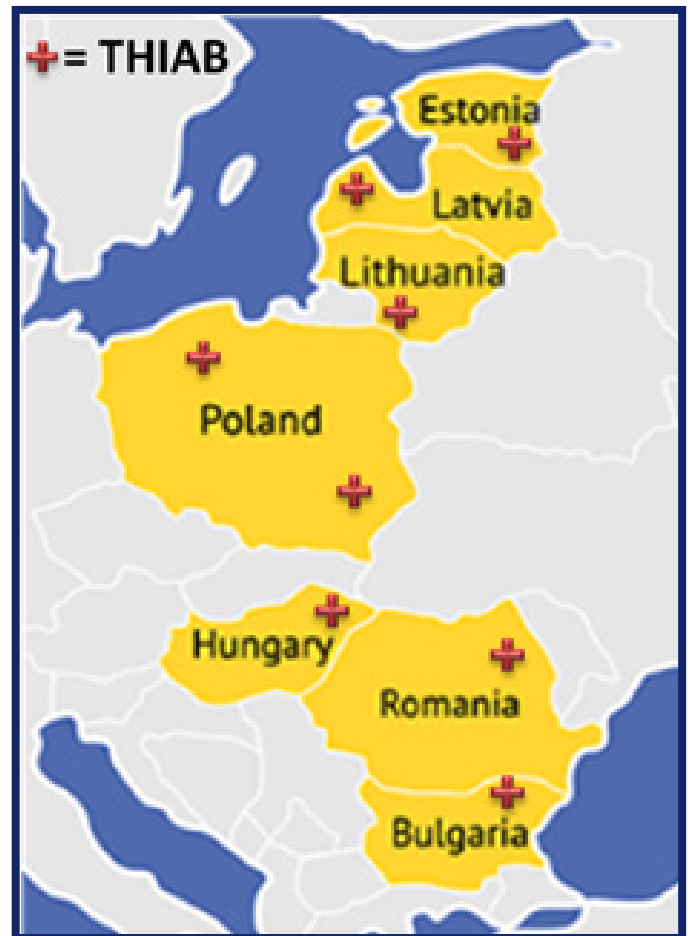 = THIAB
Estonia
Latvia
Lithuania
Poland
Hungary
Romania
Bulgaria